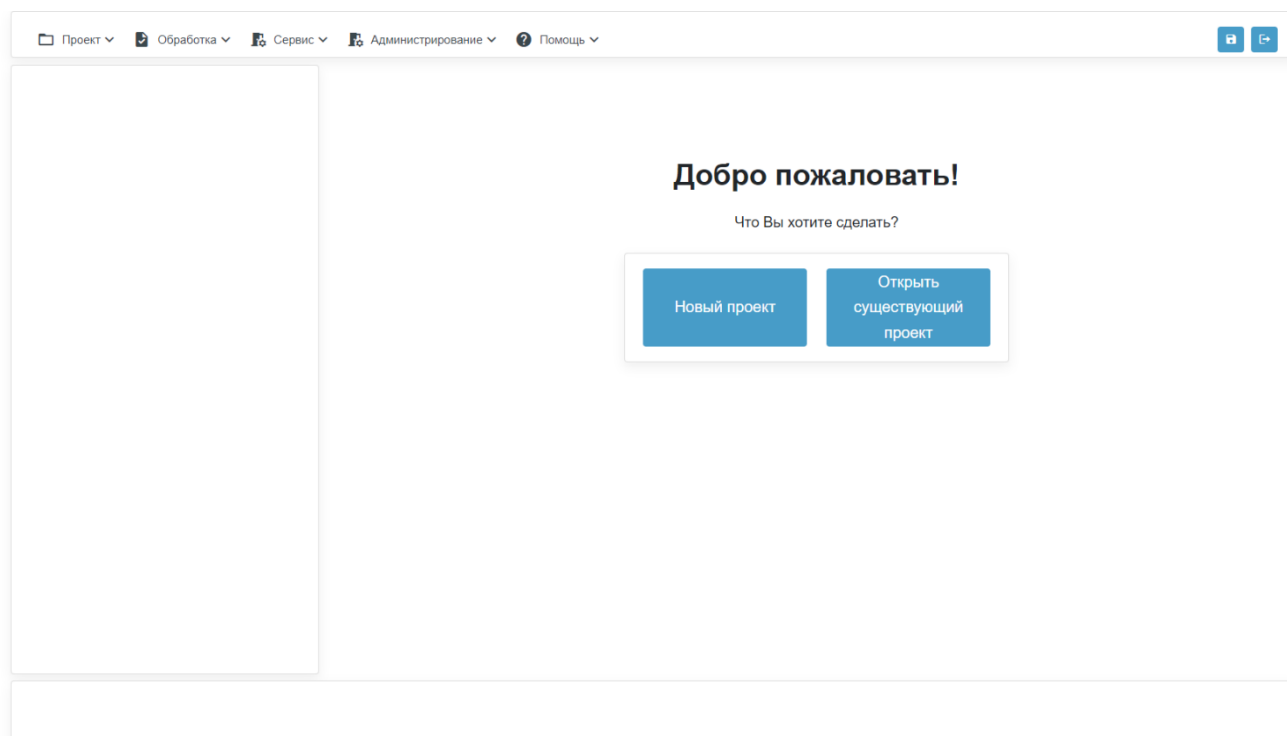 Проект Обработка Сервис Администрирование Помощь
Добро пожаловать!
Что Вы хотите сделать?
Новый проект
Открыть
существующий
проект